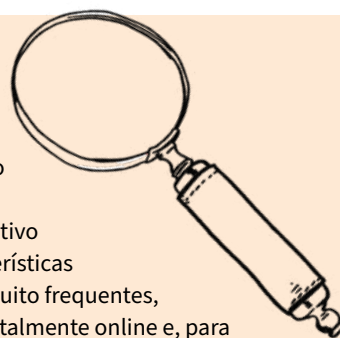 o
tivo
erísticas
uito frequentes,
talmente online e, para